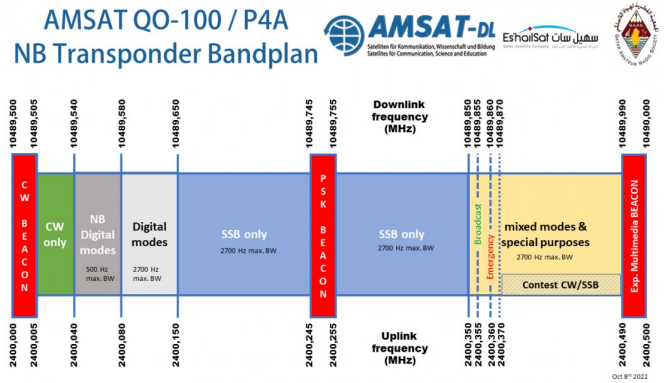 AMSAT QO-100 / P4A
NB Transponder Bandplan
AMSAT-DL
Satelliten für Kommunikation, Wissenschaft und Bildung
Satellites for Communication, Science and Education
Es'hailSat سهيل سات
Qatar Satellite Company
QATAR AMATEUR RADIO SOCIETY
Downlink
frequency
(MHz)
10489,500
10489,505
10489,540
10489,580
10489,650
10489,745
10489,755
10489,850
10489,855
10489,860
10489,870
10489,990
10490,000
CW BEACON
CW
only
NB
Digital
modes
500 Hz
max. BW
Digital
modes
2700 Hz
max. BW
SSB only
2700 Hz max. BW
PSK BEACON
SSB only
2700 Hz max. BW
Broadcast
Emergency
mixed modes &
special purposes
2700 Hz max. BW
Contest CW/SSB
Exp. Multimedia BEACON
2400,000
2400,005
2400,040
2400,080
2400,150
2400,245
2400,255
2400,350
2400,355
2400,360
2400,370
2400,490
2400,500
Uplink
frequency
(MHz)
Oct 8th 2022